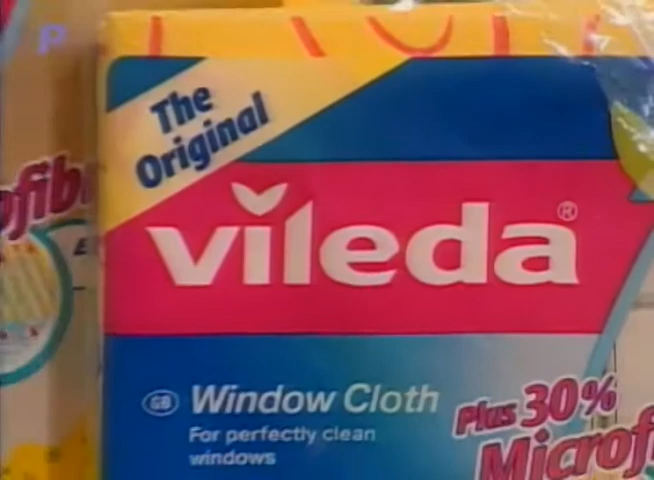 P
The
Original
vileda®
GB Window Cloth
For perfectly clean
windows
Plus 30%